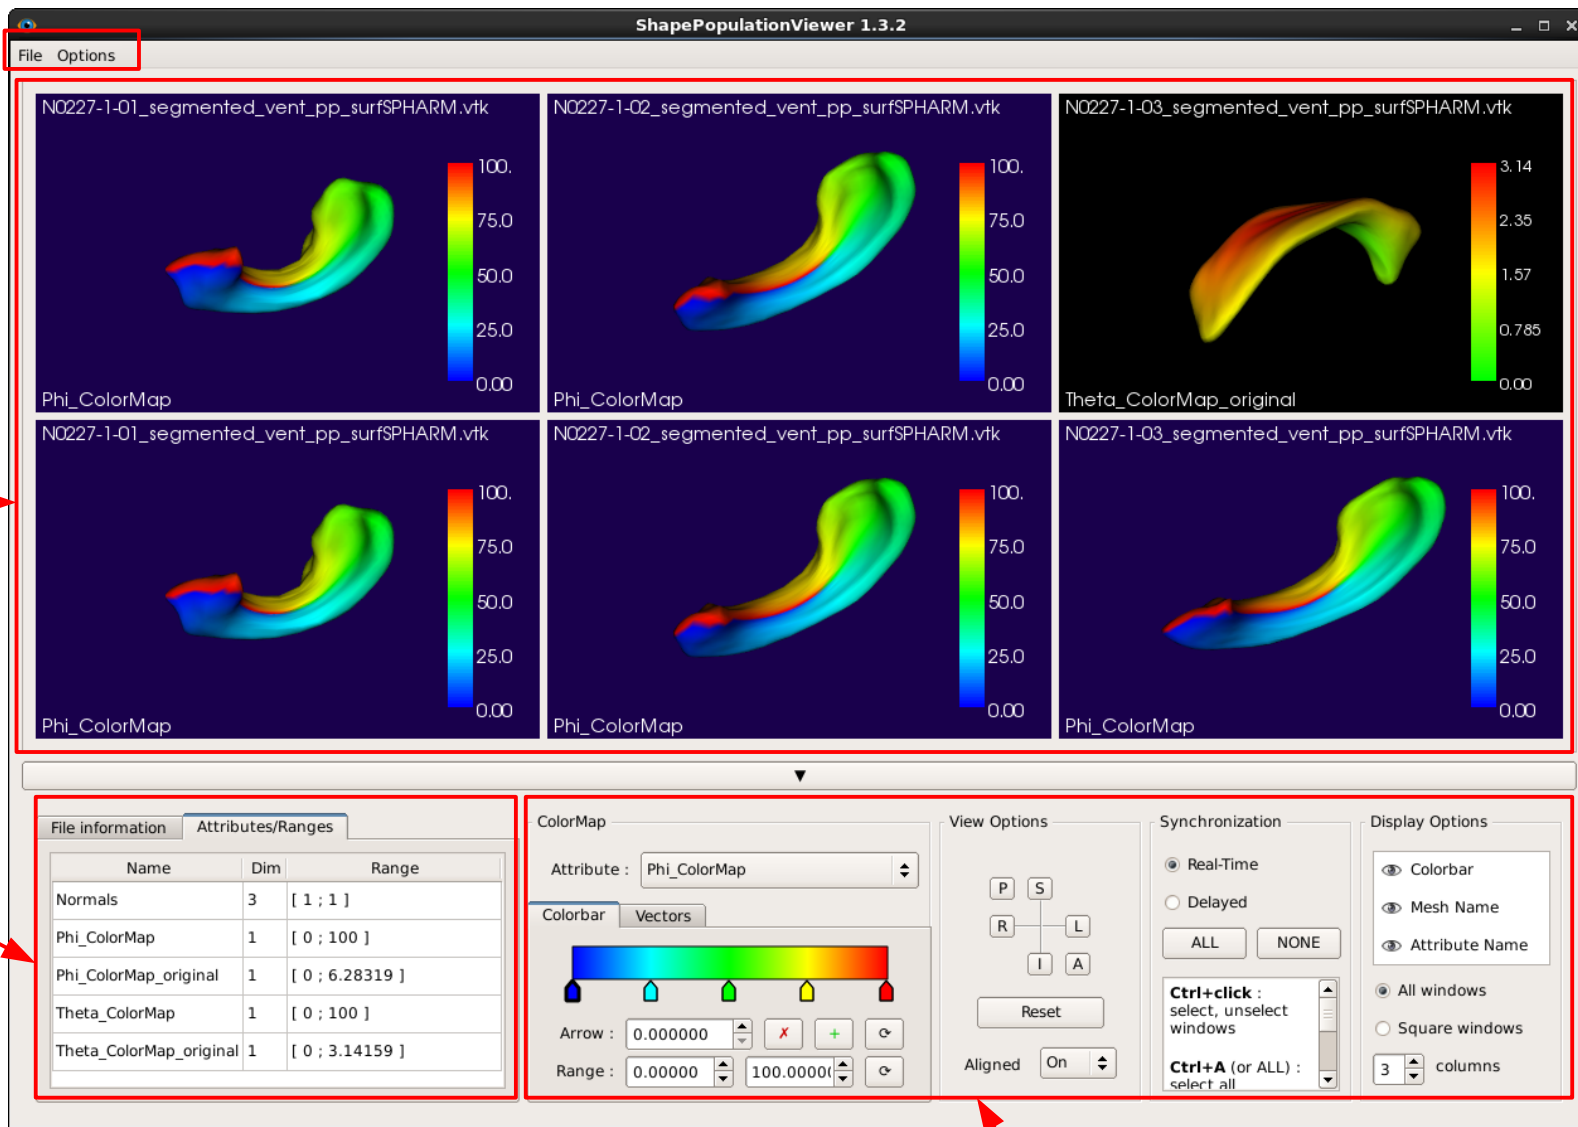 ShapePopulationViewer 1.3.2
File Options
N0227-1-01_segmented_vent_pp_surfSPHARM.vtk
100.
75.0
50.0
25.0
0.00
Phi_ColorMap
N0227-1-02_segmented_vent_pp_surfSPHARM.vtk
100.
75.0
50.0
25.0
0.00
Phi_ColorMap
N0227-1-03_segmented_vent_pp_surfSPHARM.vtk
3.14
2.35
1.57
0.785
0.00
Theta_ColorMap_original
N0227-1-01_segmented_vent_pp_surfSPHARM.vtk
100.
75.0
50.0
25.0
0.00
Phi_ColorMap
N0227-1-02_segmented_vent_pp_surfSPHARM.vtk
100.
75.0
50.0
25.0
0.00
Phi_ColorMap
N0227-1-03_segmented_vent_pp_surfSPHARM.vtk
100.
75.0
50.0
25.0
0.00
Phi_ColorMap
File information Attributes/Ranges
Name Dim Range
Normals 3 [ 1 ; 1 ]
Phi_ColorMap 1 [ 0 ; 100 ]
Phi_ColorMap_original 1 [ 0 ; 6.28319 ]
Theta_ColorMap 1 [ 0 ; 100 ]
Theta_ColorMap_original 1 [ 0 ; 3.14159 ]
ColorMap
Attribute : Phi_ColorMap
Colorbar Vectors
Arrow : 0.000000
Range : 0.00000 100.0000
View Options
P S
R L
I A
Reset
Aligned On
Synchronization
Real-Time
Delayed
ALL NONE
Ctrl+click :
select, unselect
windows
Ctrl+A (or ALL) :
select all
Display Options
Colorbar
Mesh Name
Attribute Name
All windows
Square windows
3 columns